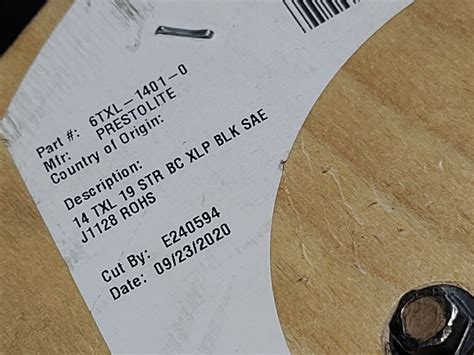 Part #: 6TXL-1401-0
Mfr: PRESTOLITE
Country of Origin:
Description:
14 TXL 19 STR BC XLP BLK SAE
J1128 ROHS
Cut By: E240594
Date: 09/23/2020